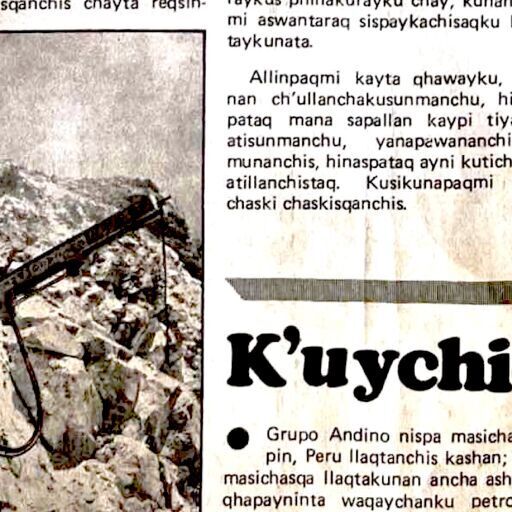 sqanchis chayta reqsin-
phiñakurayku chay, kunan
mi aswantaraq sispaykachisaqku
taykunata.
Allinpaqmi kayta qhawayku,
nan ch'ullanchakusunmanchu, hi
pataq mana sapallan kaypi tiya
atisunmanchu, yanapawananchi
munanchis, hinaspataq ayni kutich
atillanchistaq. Kusikunapaqmi
chaski chaskisqanchis.
K'uychi
● Grupo Andino nispa masicha
pin, Peru llaqtanchis kashan;
masichasqa llaqtakunan ancha ash
qhapayninta waqaychanku petro